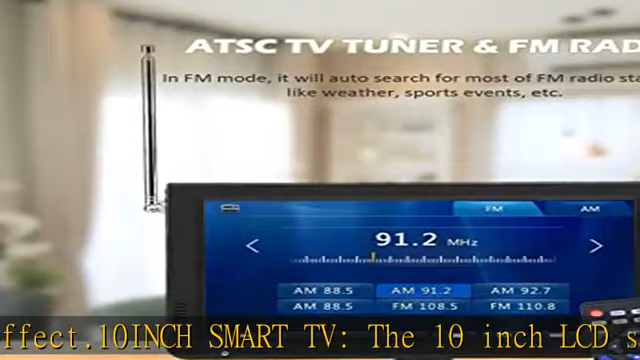 ATSC TV TUNER & FM RAD
In FM mode, it will auto search for most of FM radio sta
like weather, sports events, etc.
FM AM
91.2 MHz
AM 88.5 AM 91.2 AM 92.7
AM 88.5 FM 108.5 FM 110.8
ffect.10INCH SMART TV: The 10 inch LCD s